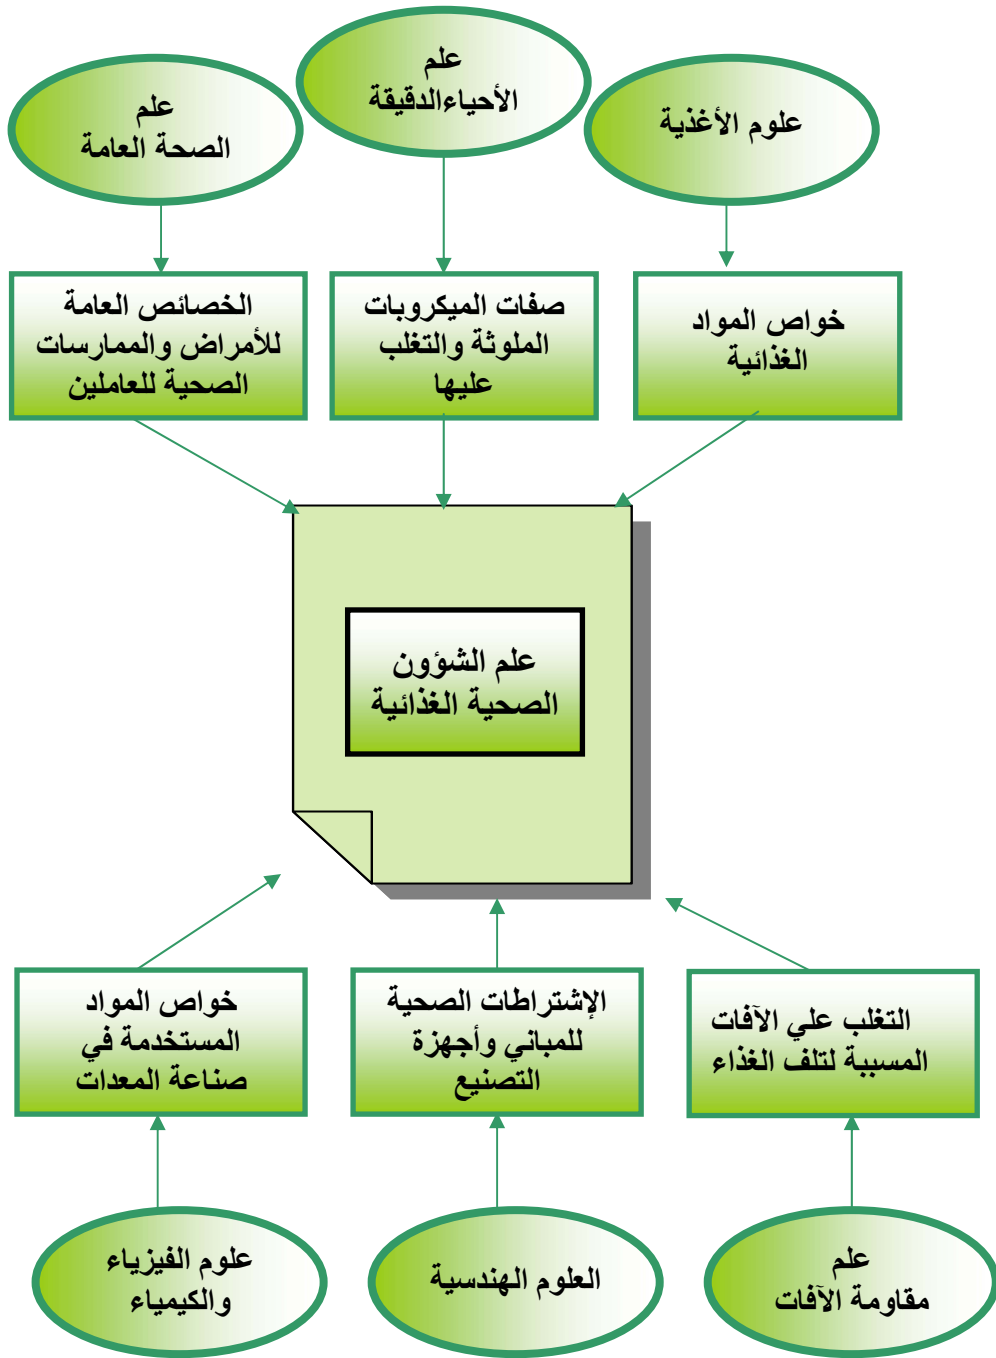 علم
الأحياءالدقيقة
علوم الأغذية
علم
الصحة العامة
خواص المواد
الغذائية
صفات الميكروبات
الملوثة والتغلب
عليها
الخصائص العامة
للأمراض والممارسات
الصحية للعاملين
علم الشؤون
الصحية الغذائية
التغلب علي الآفات
المسببة لتلف الغذاء
الإشتراطات الصحية
للمباني وأجهزة
التصنيع
خواص المواد
المستخدمة في
صناعة المعدات
علم
مقاومة الآفات
العلوم الهندسية
علوم الفيزياء
والكيمياء